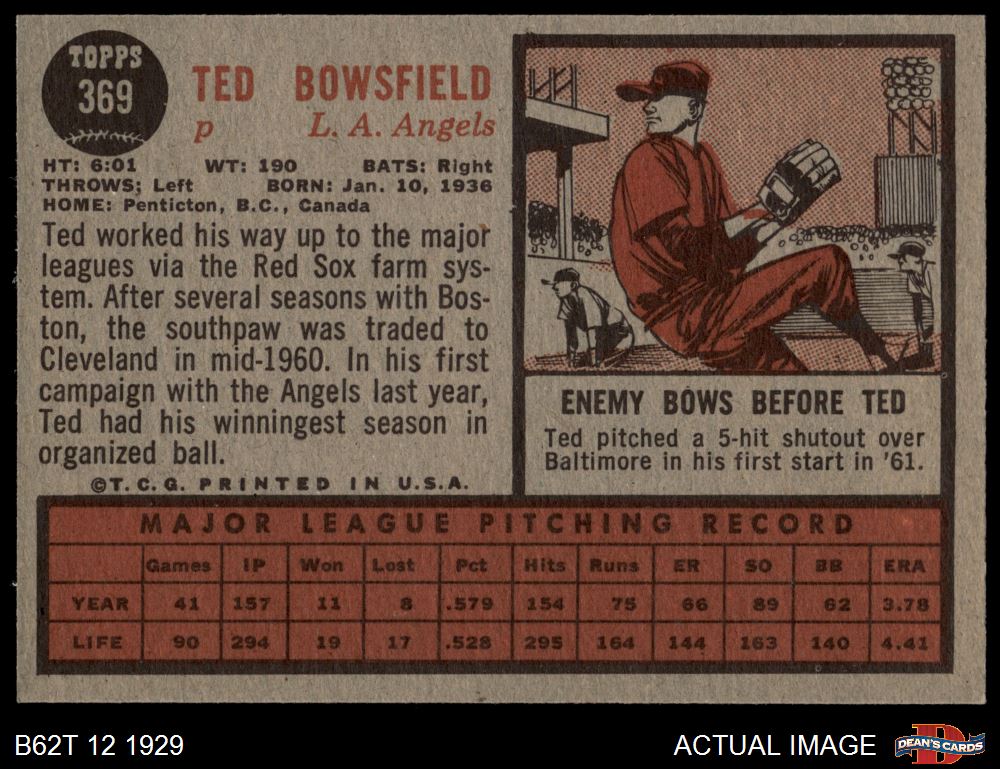 TOPPS
369
TED BOWSFIELD
p L. A. Angels
HT: 6:01 WT: 190 BATS: Right
THROWS; Left BORN: Jan. 10, 1936
HOME: Penticton, B.C., Canada
Ted worked his way up to the major
leagues via the Red Sox farm sys-
tem. After several seasons with Bos-
ton, the southpaw was traded to
Cleveland in mid-1960. In his first
campaign with the Angels last year,
Ted had his winningest season in
organized ball.
©T. C. G. PRINTED IN U.S.A.
ENEMY BOWS BEFORE TED
Ted pitched a 5-hit shutout over
Baltimore in his first start in '61.
MAJOR LEAGUE PITCHING RECORD
Games IP Won Lost Pct Hits Runs ER SO BB ERA
YEAR 41 157 11 8 .579 154 75 66 89 62 3.78
LIFE 90 294 19 17 .528 295 164 144 163 140 4.41
B62T 12 1929
ACTUAL IMAGE
DEAN'S CARDS